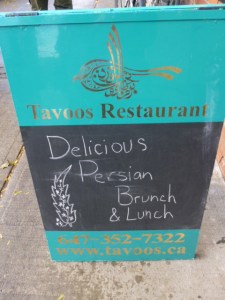 Tavoos Restaurant
Delicious
Persian
Brunch
& Lunch
647-352-7322
www.tavoos.ca